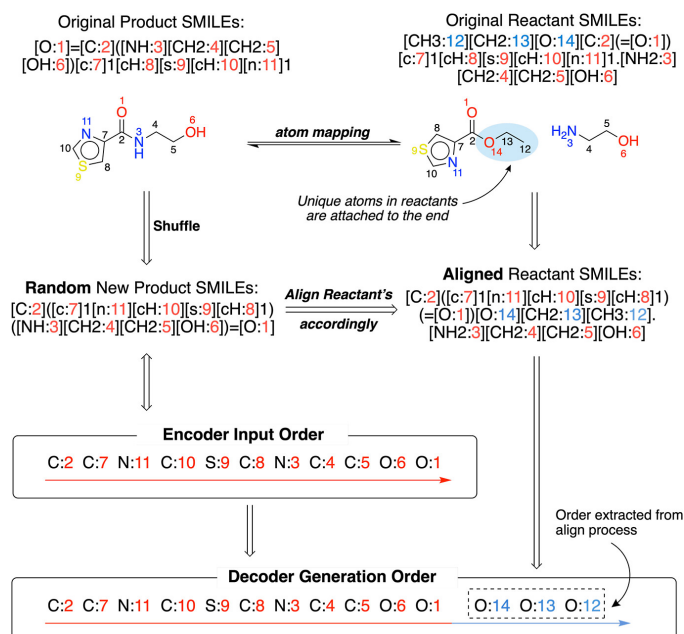 Original Product SMILES:
[O:1]=[C:2]([NH:3][CH2:4][CH2:5]
[OH:6])[c:7]1[cH:8][s:9][cH:10][n:11]1
Original Reactant SMILES:
[CH3:12][CH2:13][O:14][C:2](=[O:1])
[c:7]1[cH:8][s:9][cH:10][n:11]1.[NH2:3]
[CH2:4][CH2:5][OH:6]
1
O
11
N
7
2
3
N
H
4
5
6
OH
10
S
9
8
atom mapping
1
O
8
S
9
10
7
N
11
2
O
14
13
12
H2N
3
4
5
OH
6
Unique atoms in reactants
are attached to the end
Shuffle
Random New Product SMILES:
[C:2]([c:7]1[n:11][cH:10][s:9][cH:8]1)
([NH:3][CH2:4][CH2:5][OH:6])=[O:1]
Align Reactant's
accordingly
Aligned Reactant SMILES:
[C:2]([c:7]1[n:11][cH:10][s:9][cH:8]1)
(=[O:1])[O:14][CH2:13][CH3:12].
[NH2:3][CH2:4][CH2:5][OH:6]
Encoder Input Order
C:2 C:7 N:11 C:10 S:9 C:8 N:3 C:4 C:5 O:6 O:1
Order extracted from
align process
Decoder Generation Order
C:2 C:7 N:11 C:10 S:9 C:8 N:3 C:4 C:5 O:6 O:1 O:14 O:13 O:12